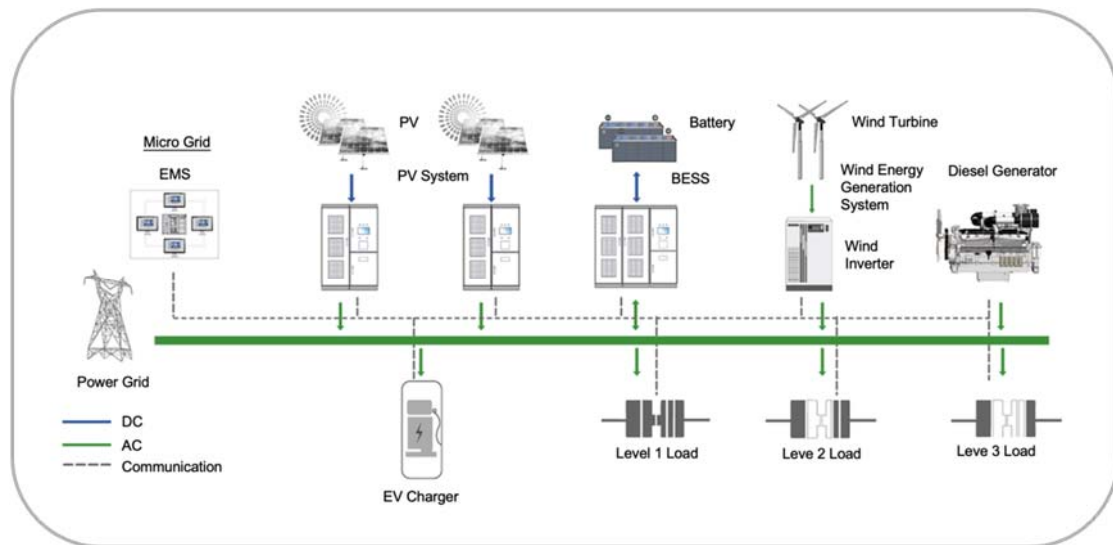 Micro Grid
EMS
PV
PV System
Battery
BESS
Wind Turbine
Wind Energy
Generation
System
Wind
Inverter
Diesel Generator
Power Grid
DC
AC
Communication
EV Charger
Level 1 Load
Leve 2 Load
Leve 3 Load